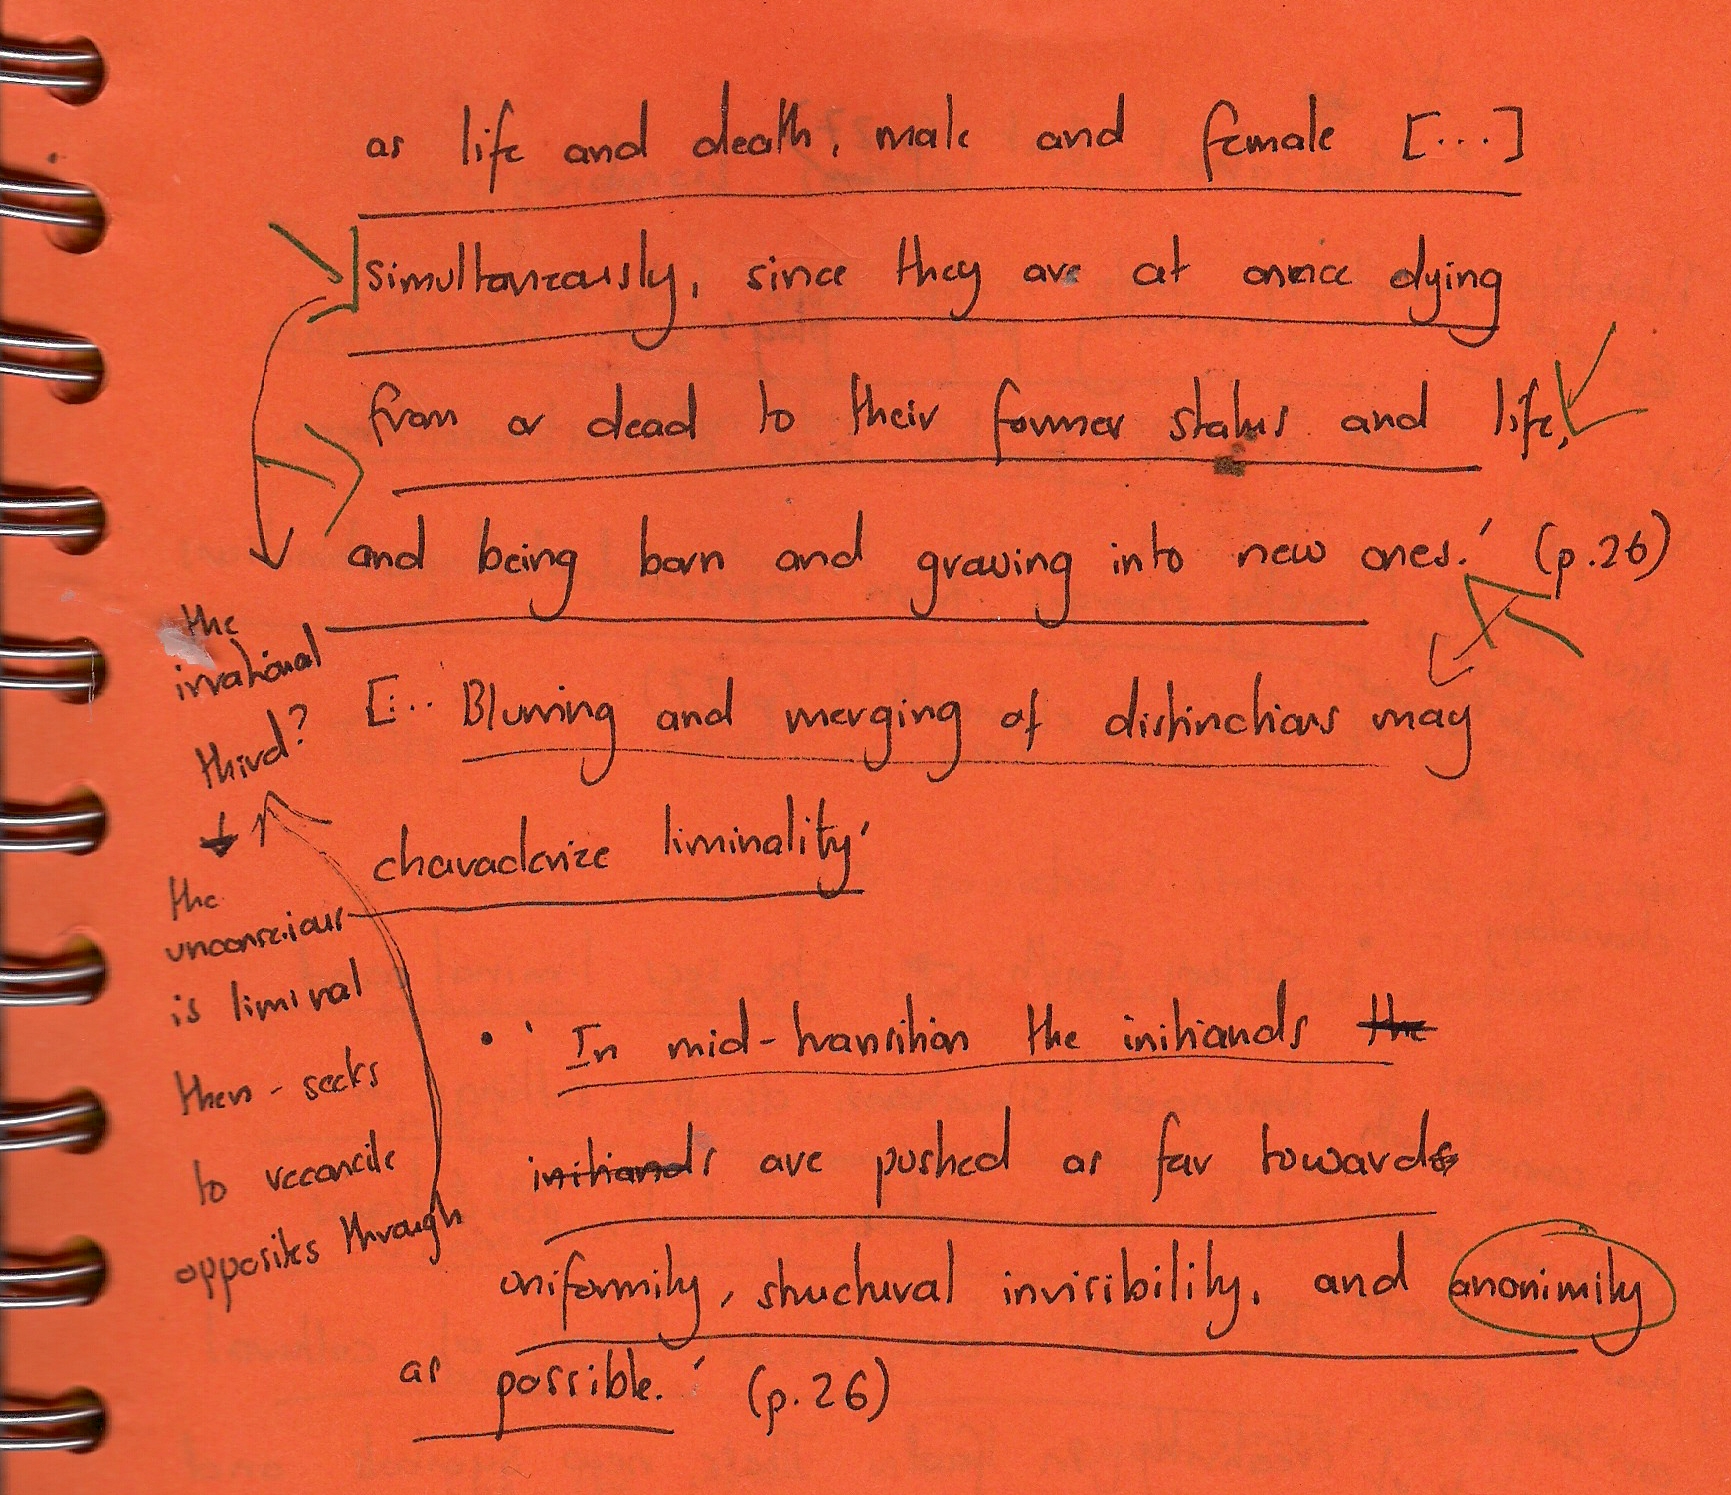 as life and death, male and female [...]
simultaneously, since they are at once dying
from or dead to their former status and life,
and being born and growing into new ones.' (p.26)
[... Blurring and merging of distinctions may
characterize liminality'
the
irrational
third?
the
unconscious
is liminal
then - seeks
to reconcile
opposites through
• 'In mid-transition the initiands the
initiands are pushed as far towards
uniformity, structural invisibility, and anonimity
as possible.' (p.26)